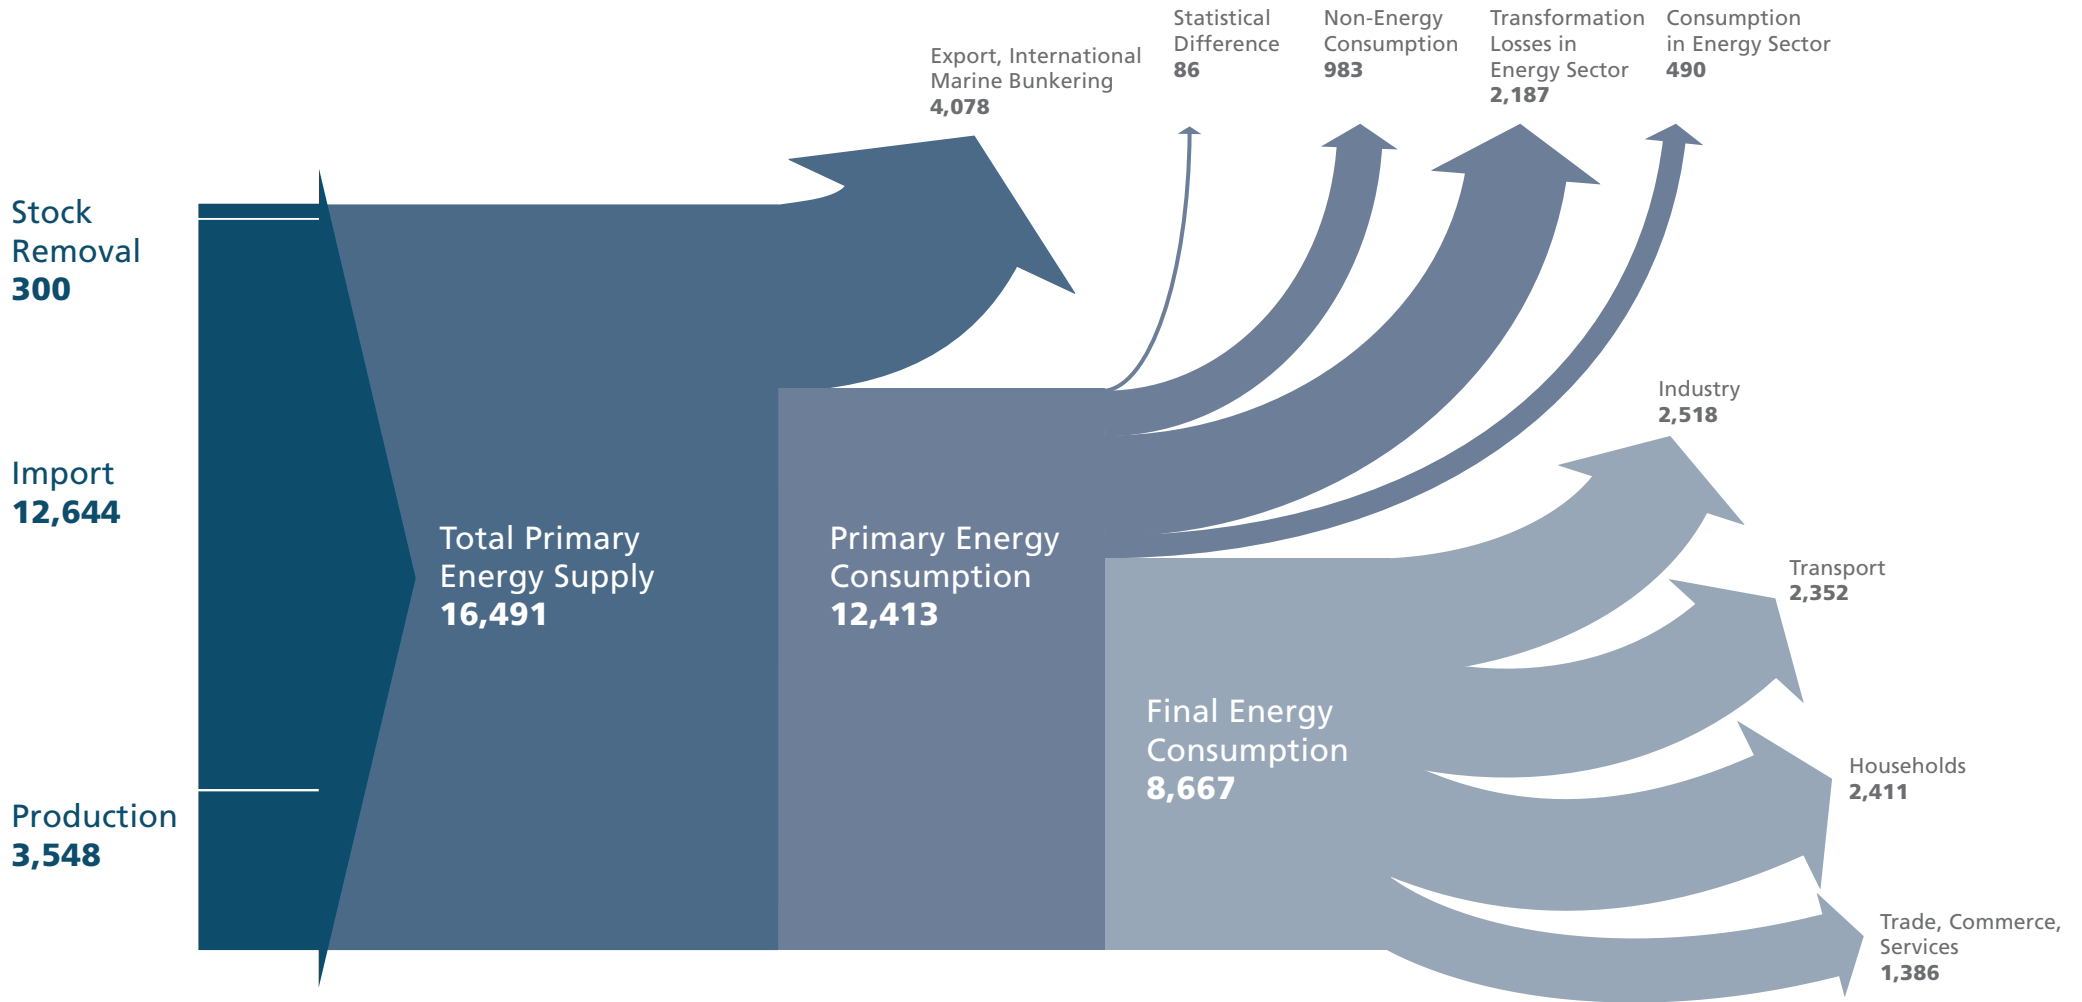 Stock
Removal
300
Import
12,644
Production
3,548
Total Primary
Energy Supply
16,491
Export, International
Marine Bunkering
4,078
Primary Energy
Consumption
12,413
Statistical
Difference
86
Non-Energy
Consumption
983
Transformation
Losses in
Energy Sector
2,187
Consumption
in Energy Sector
490
Final Energy
Consumption
8,667
Industry
2,518
Transport
2,352
Households
2,411
Trade, Commerce,
Services
1,386